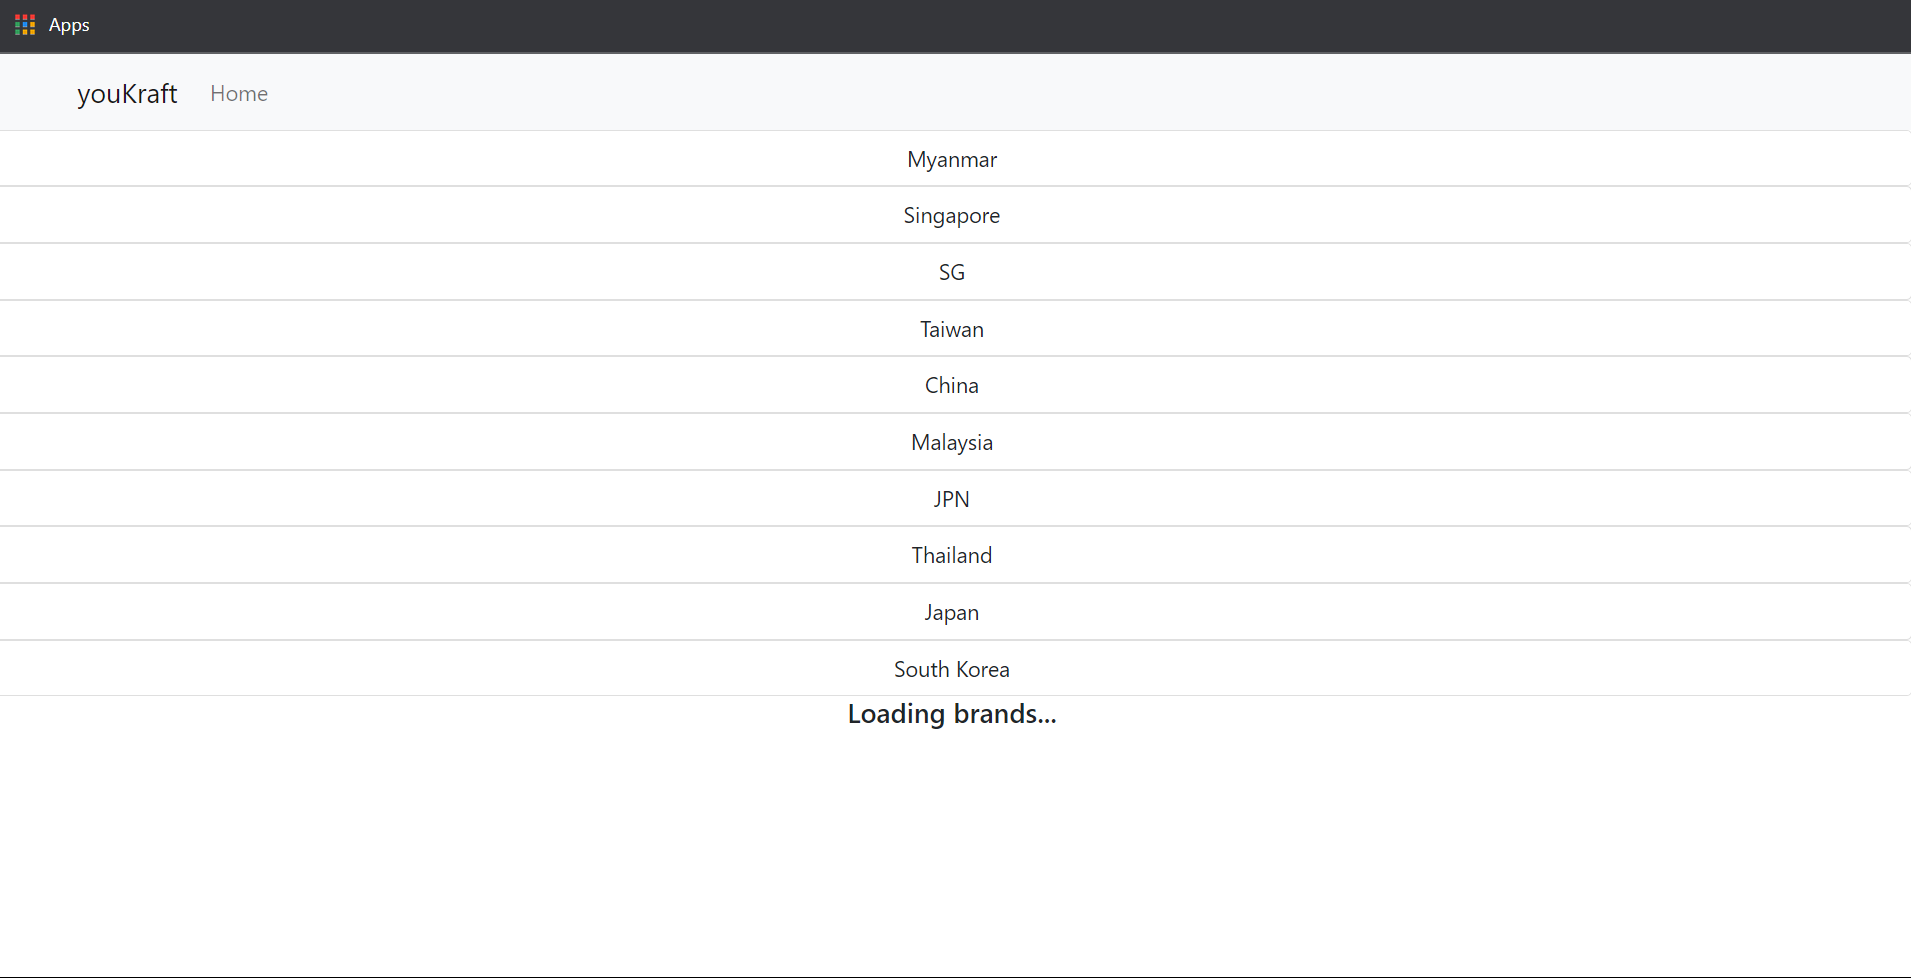 Apps
youKraft Home
Myanmar
Singapore
SG
Taiwan
China
Malaysia
JPN
Thailand
Japan
South Korea
Loading brands...